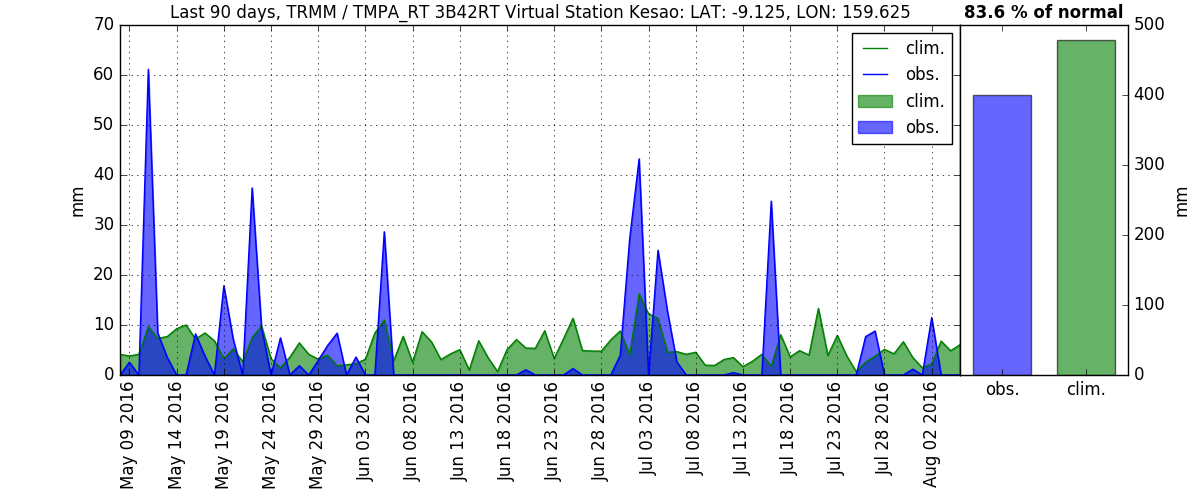 Last 90 days, TRMM / TMPA_RT 3B42RT Virtual Station Kesao: LAT: -9.125, LON: 159.625
83.6 % of normal
70
60
50
40
30
20
10
0
mm
clim.
obs.
clim.
obs.
500
400
300
200
100
0
mm
obs.
clim.
May 09 2016
May 14 2016
May 19 2016
May 24 2016
May 29 2016
Jun 03 2016
Jun 08 2016
Jun 13 2016
Jun 18 2016
Jun 23 2016
Jun 28 2016
Jul 03 2016
Jul 08 2016
Jul 13 2016
Jul 18 2016
Jul 23 2016
Jul 28 2016
Aug 02 2016